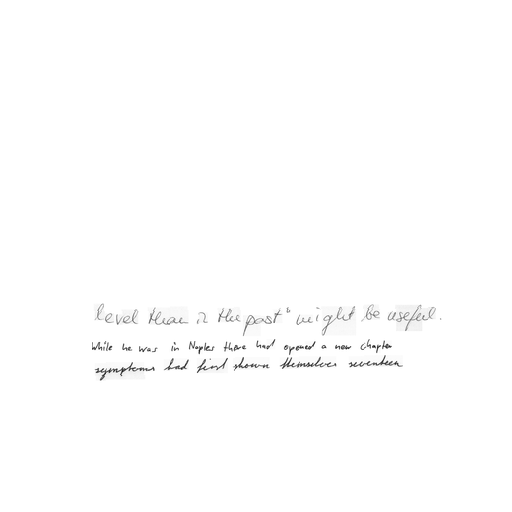 level than in the past" might be useful.
While he was in Naples there had opened a new chapter
symptoms had first shown themselves seventeen